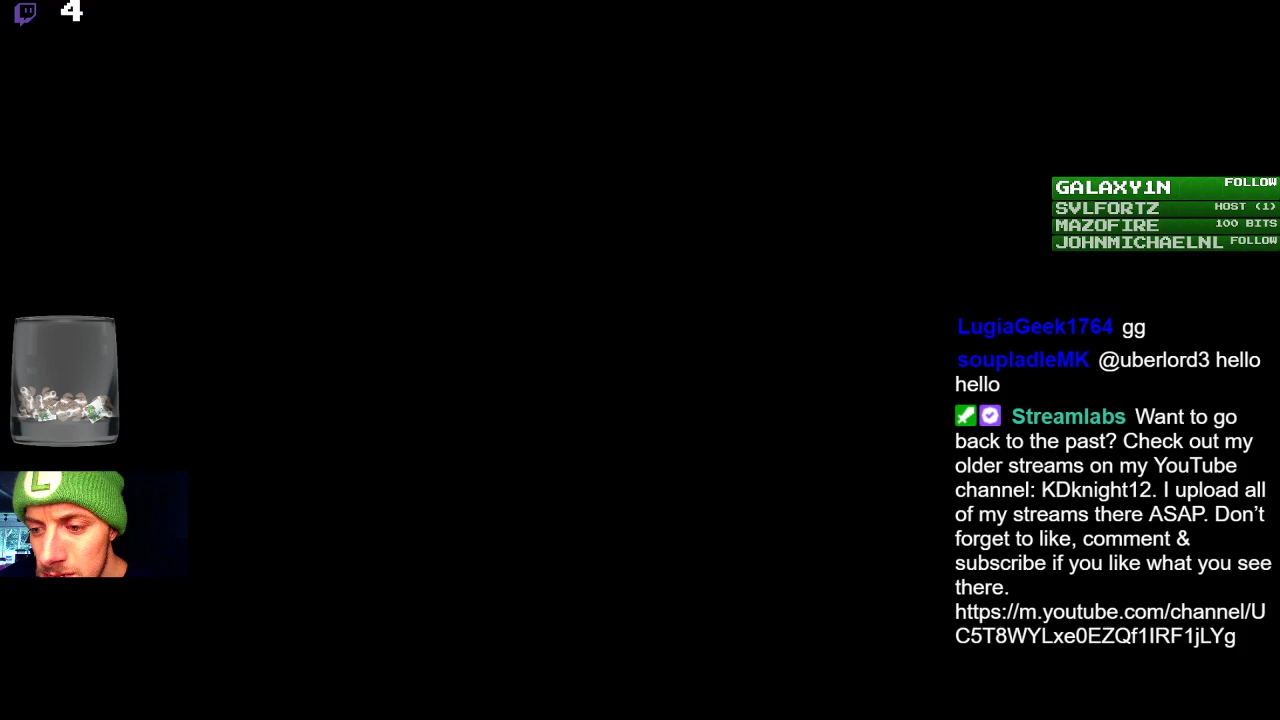 4
GALAXY1N FOLLOW
SVLFORTZ HOST (1)
MAZOFIRE 100 BITS
JOHNMICHAELNL FOLLOW
LugiaGeek1764 gg
soupladleMK @uberlord3 hello
hello
Streamlabs Want to go
back to the past? Check out my
older streams on my YouTube
channel: KDknight12. I upload all
of my streams there ASAP. Don’t
forget to like, comment &
subscribe if you like what you see
there.
https://m.youtube.com/channel/U
C5T8WYLxe0EZQf1IRF1jLYg
L